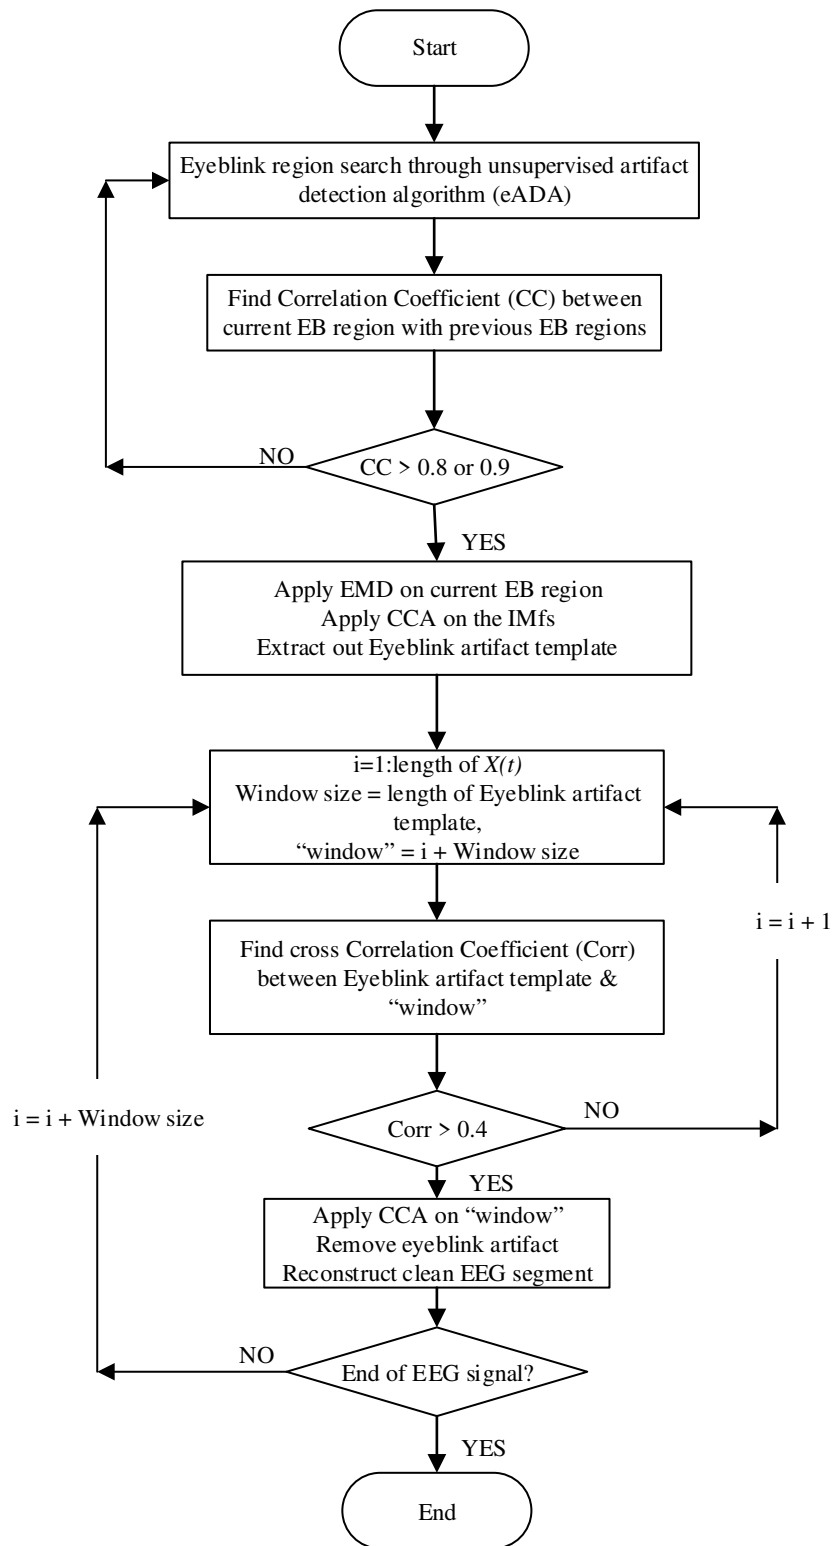 Start
Eyeblink region search through unsupervised artifact
detection algorithm (eADA)
Find Correlation Coefficient (CC) between
current EB region with previous EB regions
NO
CC > 0.8 or 0.9
YES
Apply EMD on current EB region
Apply CCA on the IMfs
Extract out Eyeblink artifact template
i=1:length of X(t)
Window size = length of Eyeblink artifact
template,
“window” = i + Window size
i = i + 1
Find cross Correlation Coefficient (Corr)
between Eyeblink artifact template &
“window”
i = i + Window size
Corr > 0.4
NO
YES
Apply CCA on “window”
Remove eyeblink artifact
Reconstruct clean EEG segment
NO
End of EEG signal?
YES
End